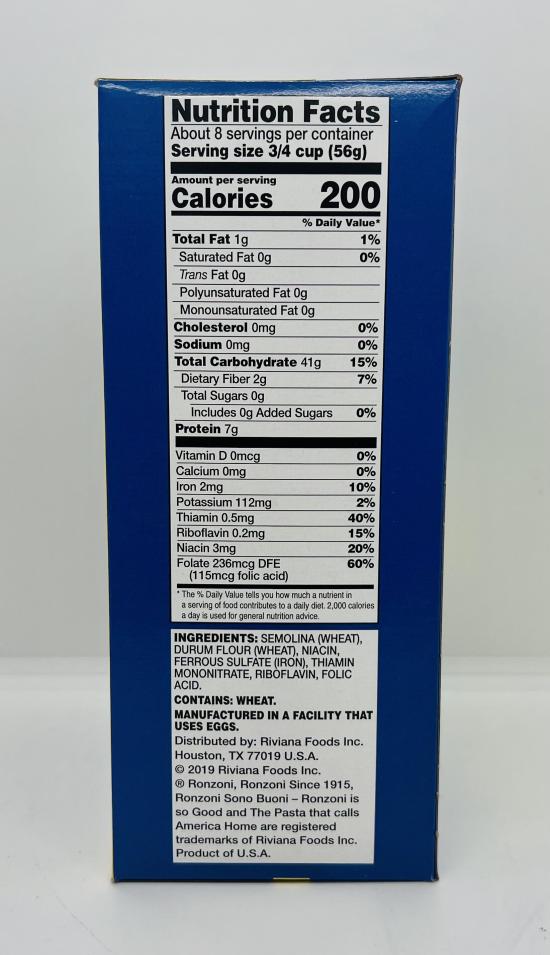 Nutrition Facts
About 8 servings per container
Serving size 3/4 cup (56g)
Amount per serving
Calories 200
% Daily Value*
Total Fat 1g 1%
Saturated Fat 0g 0%
Trans Fat 0g
Polyunsaturated Fat 0g
Monounsaturated Fat 0g
Cholesterol 0mg 0%
Sodium 0mg 0%
Total Carbohydrate 41g 15%
Dietary Fiber 2g 7%
Total Sugars 0g
Includes 0g Added Sugars 0%
Protein 7g
Vitamin D 0mcg 0%
Calcium 0mg 0%
Iron 2mg 10%
Potassium 112mg 2%
Thiamin 0.5mg 40%
Riboflavin 0.2mg 15%
Niacin 3mg 20%
Folate 236mcg DFE 60%
(115mcg folic acid)
* The % Daily Value tells you how much a nutrient in
a serving of food contributes to a daily diet. 2,000 calories
a day is used for general nutrition advice.
INGREDIENTS: SEMOLINA (WHEAT),
DURUM FLOUR (WHEAT), NIACIN,
FERROUS SULFATE (IRON), THIAMIN
MONONITRATE, RIBOFLAVIN, FOLIC
ACID.
CONTAINS: WHEAT.
MANUFACTURED IN A FACILITY THAT
USES EGGS.
Distributed by: Riviana Foods Inc.
Houston, TX 77019 U.S.A.
© 2019 Riviana Foods Inc.
® Ronzoni, Ronzoni Since 1915,
Ronzoni Sono Buoni – Ronzoni is
so Good and The Pasta that calls
America Home are registered
trademarks of Riviana Foods Inc.
Product of U.S.A.